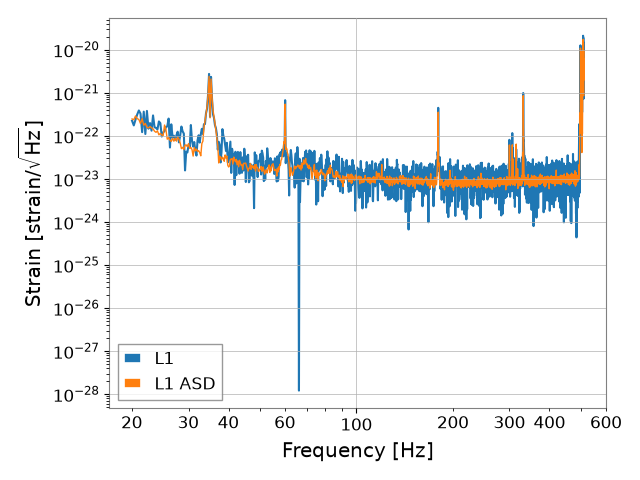 10⁻²⁰
10⁻²¹
10⁻²²
10⁻²³
10⁻²⁴
10⁻²⁵
10⁻²⁶
10⁻²⁷
10⁻²⁸
Strain [strain/√Hz]
L1
L1 ASD
20 30 40 60 100 200 300 400 600
Frequency [Hz]